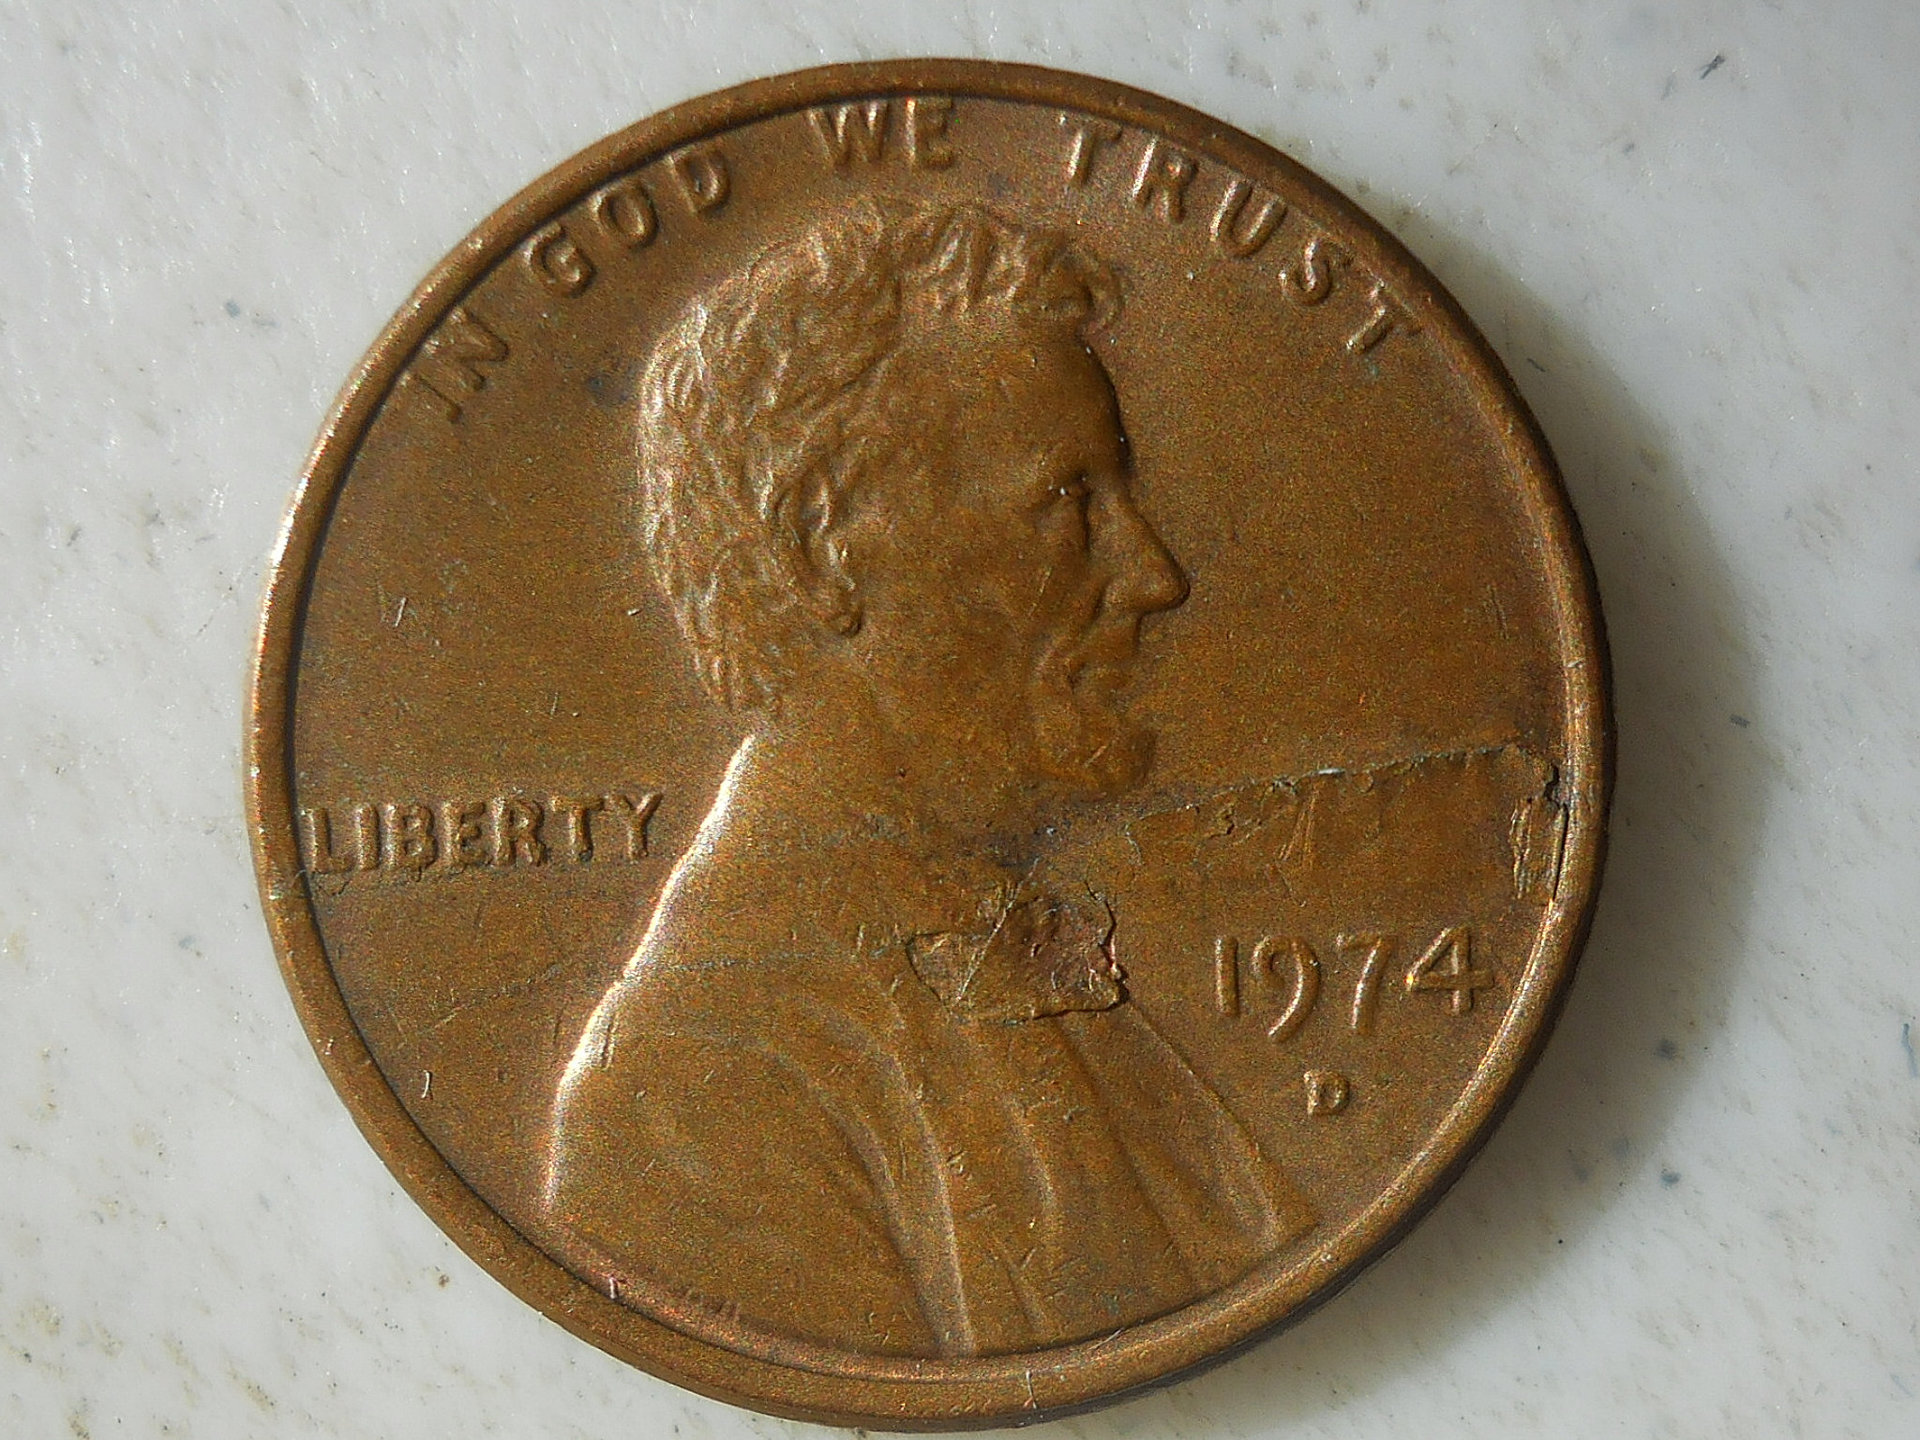 IN GOD WE TRUST
LIBERTY
1974
D